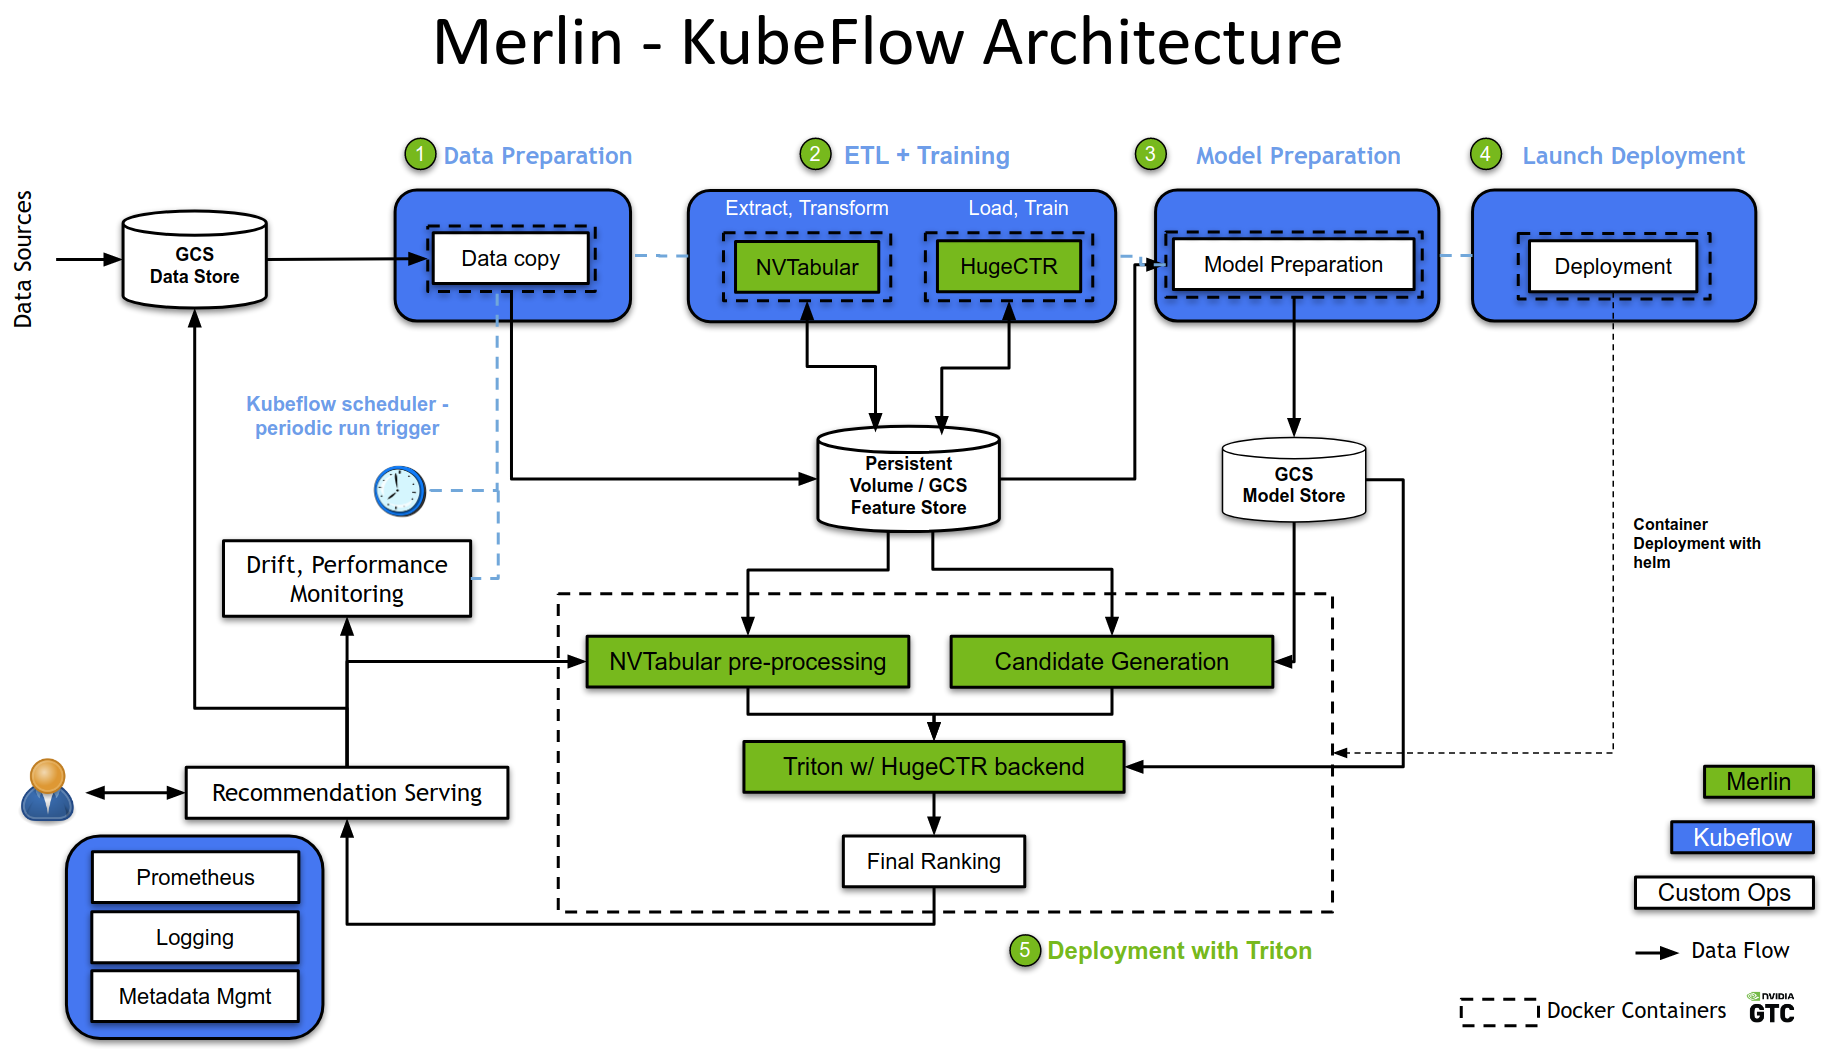 Merlin - KubeFlow Architecture
1 Data Preparation
2 ETL + Training
3 Model Preparation
4 Launch Deployment
Data Sources
GCS
Data Store
Data copy
Extract, Transform
NVTabular
Load, Train
HugeCTR
Model Preparation
Deployment
Kubeflow scheduler -
periodic run trigger
Persistent
Volume / GCS
Feature Store
GCS
Model Store
Container
Deployment with
helm
Drift, Performance
Monitoring
NVTabular pre-processing
Candidate Generation
Triton w/ HugeCTR backend
Recommendation Serving
Final Ranking
Prometheus
Logging
Metadata Mgmt
5 Deployment with Triton
Merlin
Kubeflow
Custom Ops
Data Flow
Docker Containers
NVIDIA
GTC